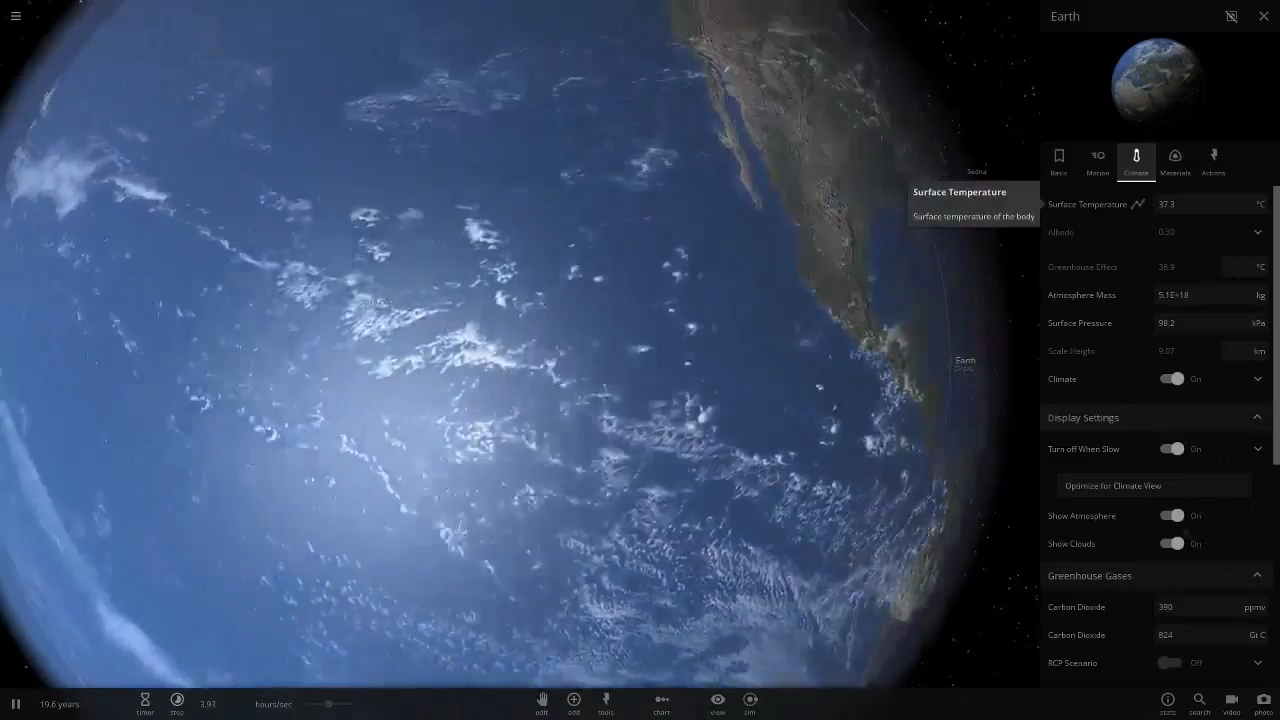 Earth
Basic
Motion
Climate
Materials
Actions
Sedna
Surface Temperature
Surface temperature of the body
Surface Temperature 37.3 °C
Albedo 0.30
Greenhouse Effect 36.9 °C
Atmosphere Mass 5.1E+18 kg
Surface Pressure 98.2 kPa
Scale Height 9.07 km
Earth
Orcus
Climate On
Display Settings
Turn off When Slow On
Optimize for Climate View
Show Atmosphere On
Show Clouds On
Greenhouse Gases
Carbon Dioxide 390 ppmv
Carbon Dioxide 824 Gt C
RCP Scenario Off
19.6 years
timer
step
3.93 hours/sec
edit
add
tools
chart
view
sim
stats
search
video
photo